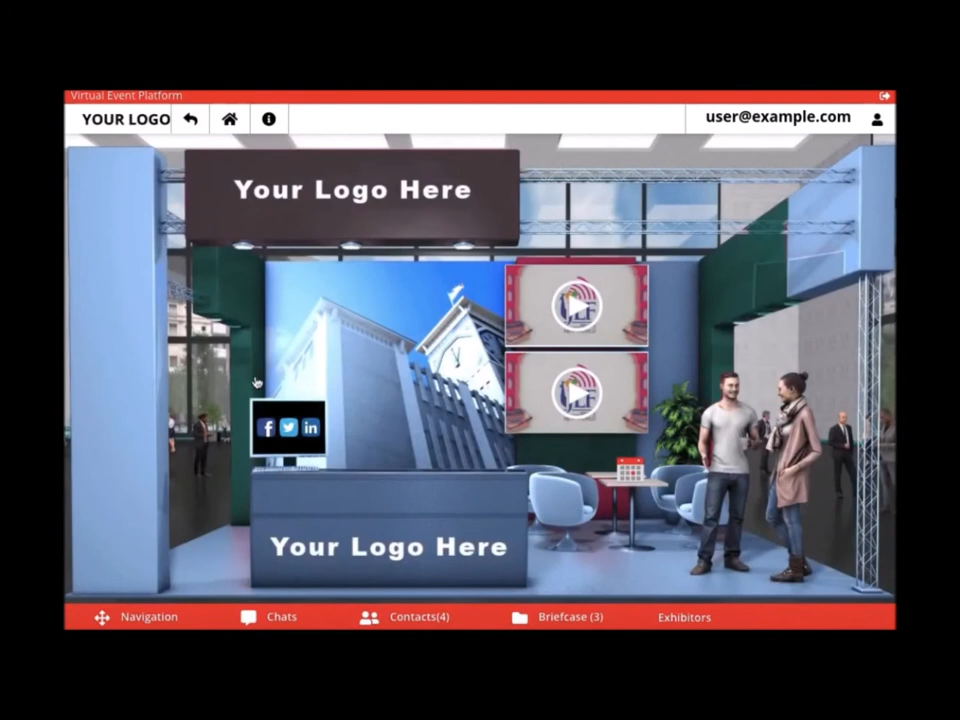 Virtual Event Platform
YOUR LOGO
user@example.com
Your Logo Here
Your Logo Here
Navigation
Chats
Contacts(4)
Briefcase (3)
Exhibitors